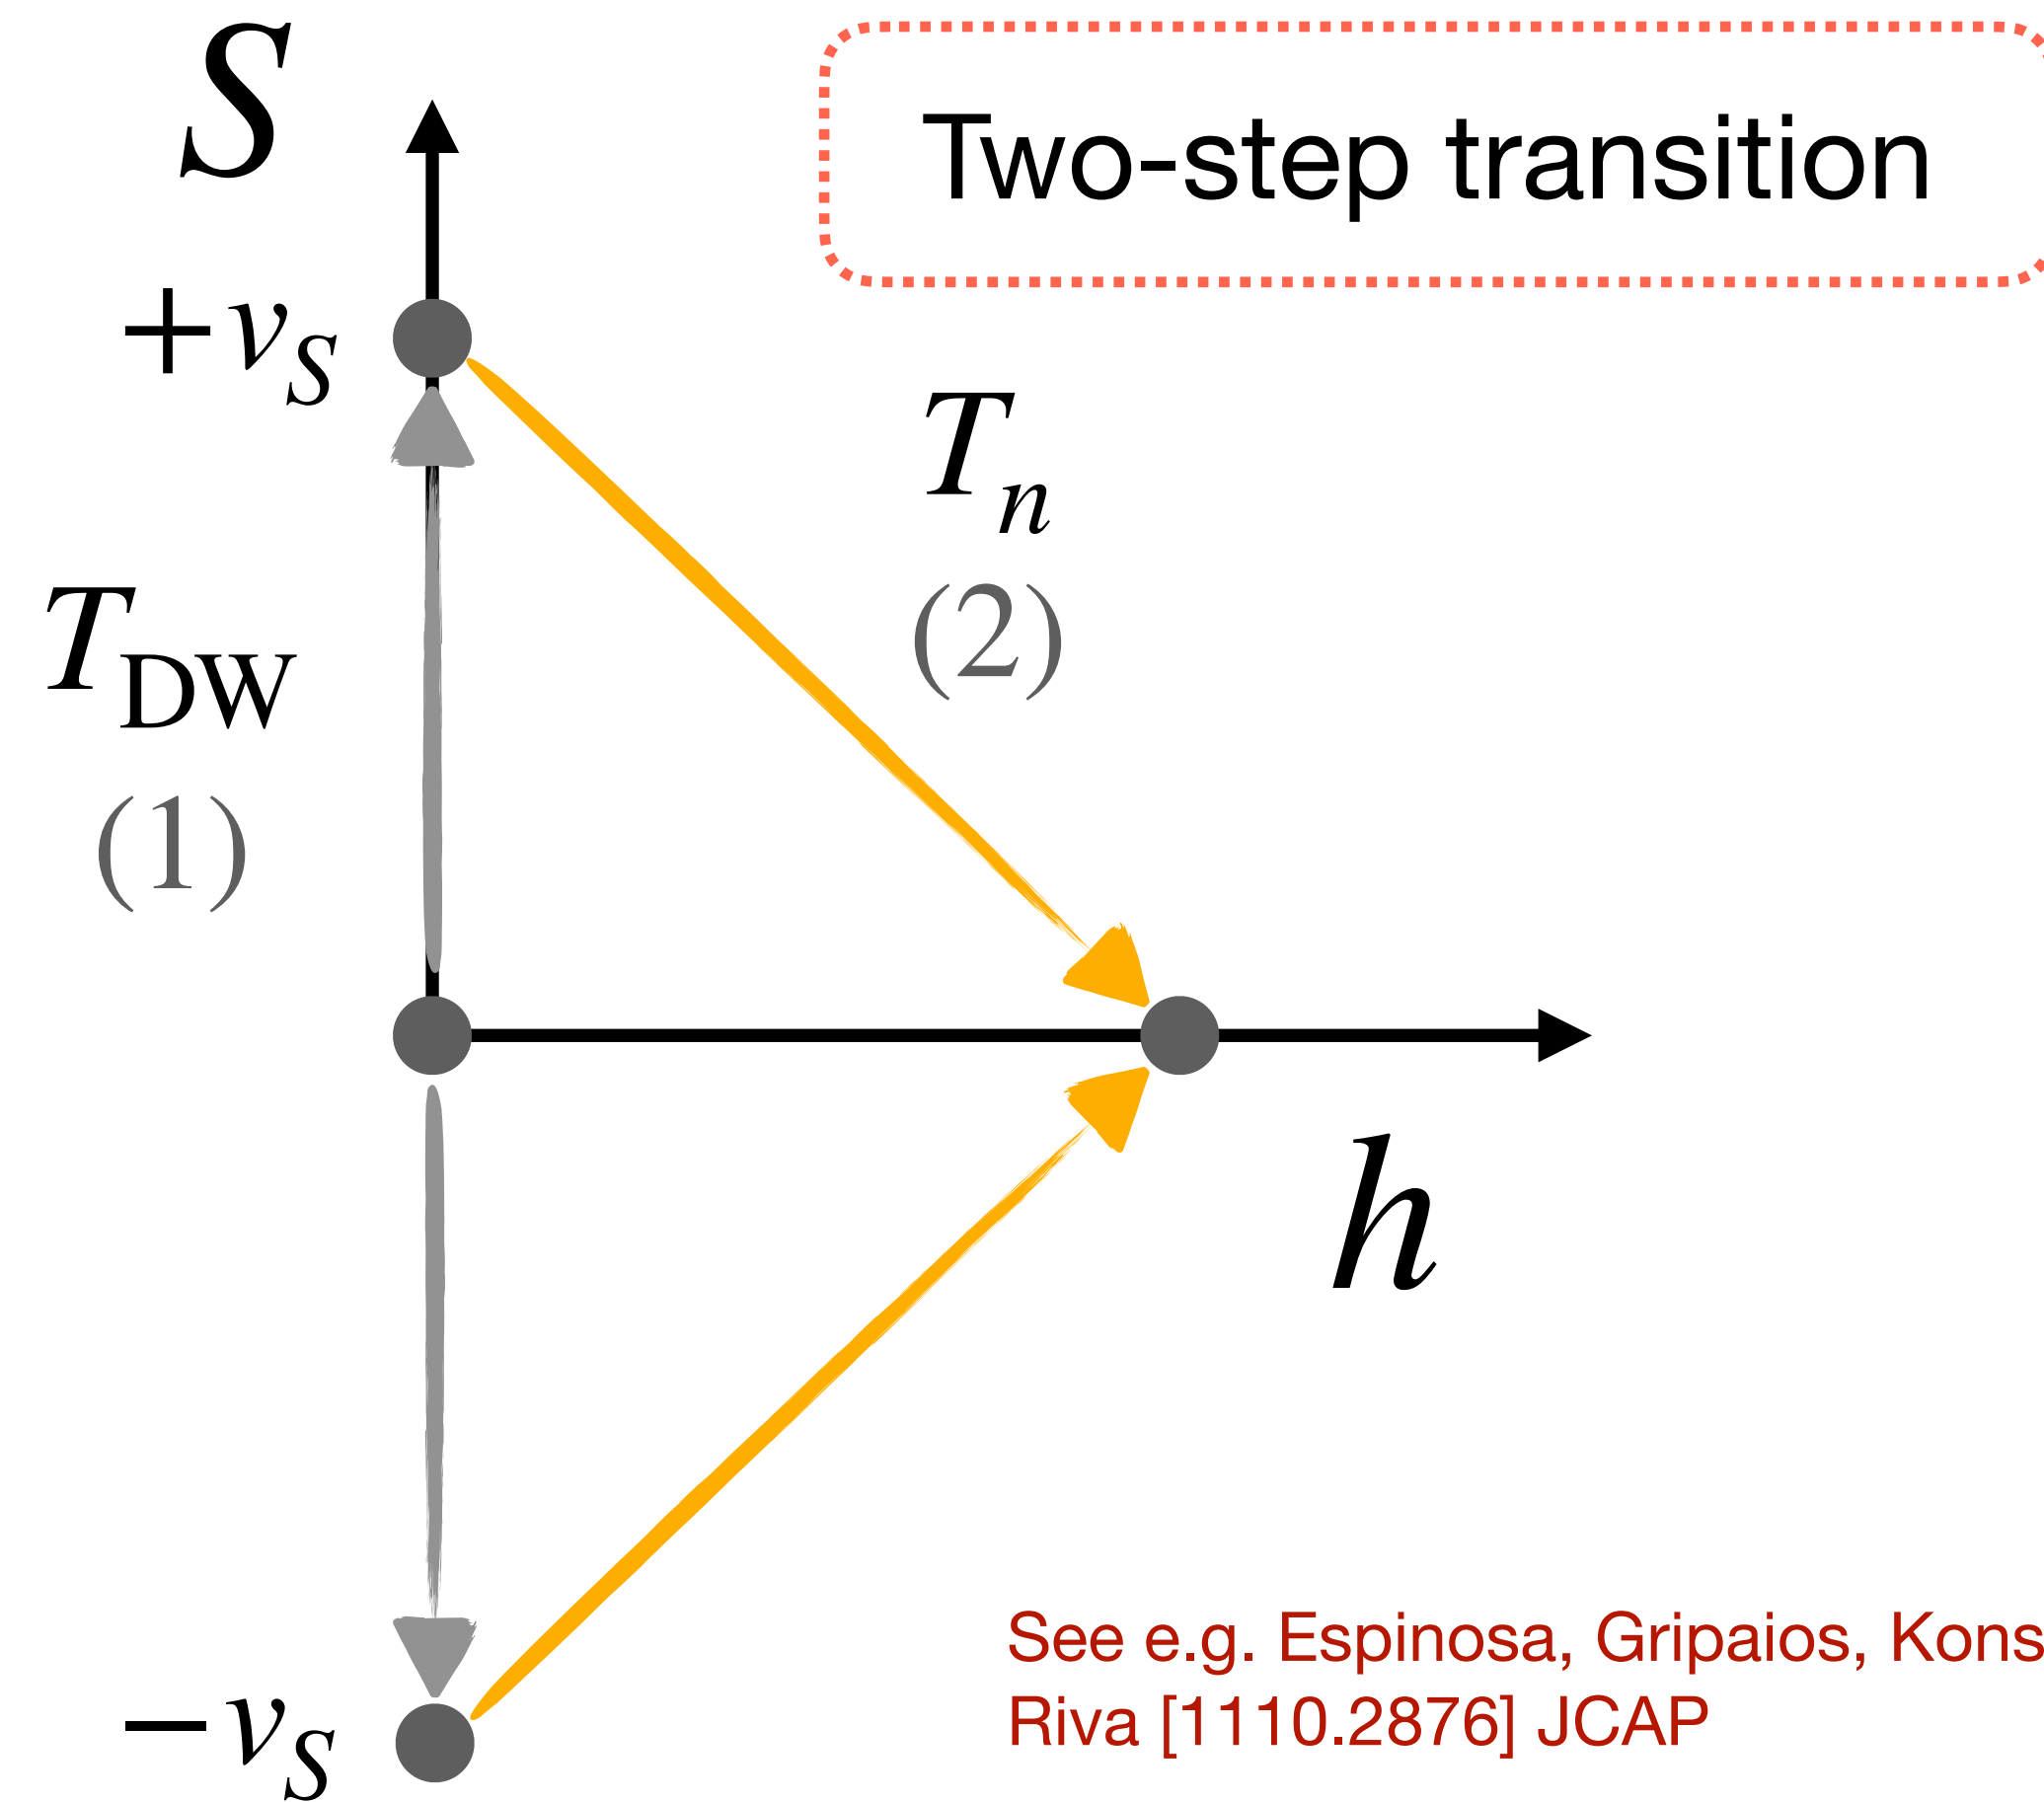 S
Two-step transition
+v_S
T_n
(2)
T_DW
(1)
h
See e.g. Espinosa, Gripaios, Kons
Riva [1110.2876] JCAP
−v_S